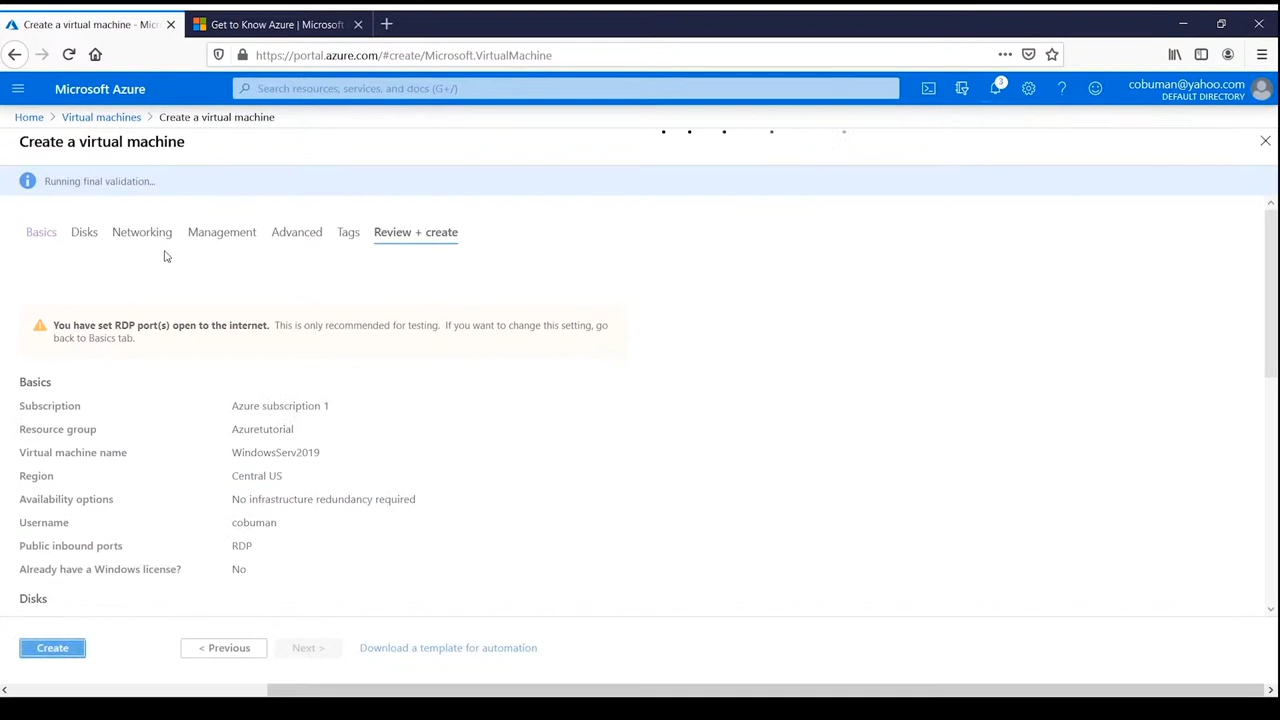 Create a virtual machine - Micr
Get to Know Azure | Microsoft
https://portal.azure.com/#create/Microsoft.VirtualMachine
Microsoft Azure
Search resources, services, and docs (G+/)
3
cobuman@yahoo.com
DEFAULT DIRECTORY
Home > Virtual machines > Create a virtual machine
Create a virtual machine
Running final validation...
Basics Disks Networking Management Advanced Tags Review + create
You have set RDP port(s) open to the internet. This is only recommended for testing. If you want to change this setting, go
back to Basics tab.
Basics
Subscription Azure subscription 1
Resource group Azuretutorial
Virtual machine name WindowsServ2019
Region Central US
Availability options No infrastructure redundancy required
Username cobuman
Public inbound ports RDP
Already have a Windows license? No
Disks
Create < Previous Next > Download a template for automation